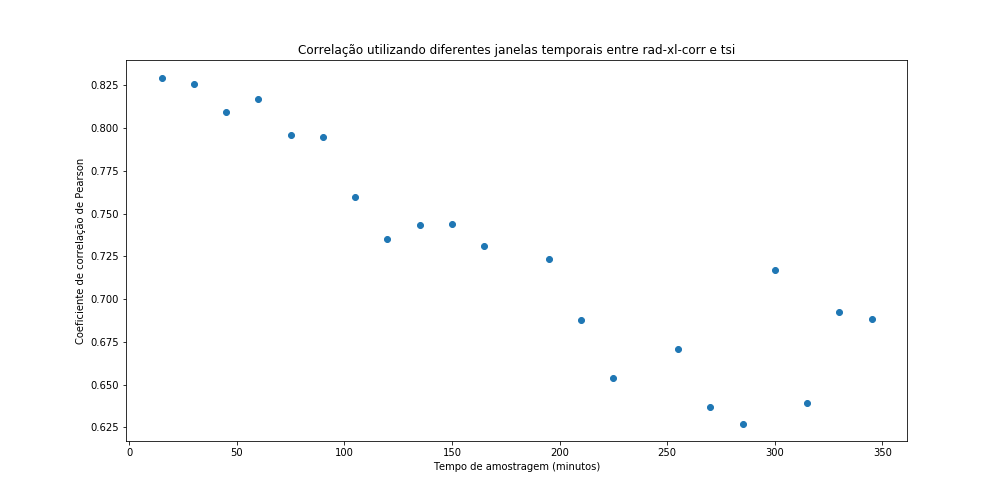 Correlação utilizando diferentes janelas temporais entre rad-xl-corr e tsi
0.825
0.800
0.775
0.750
0.725
0.700
0.675
0.650
0.625
Coeficiente de correlação de Pearson
0 50 100 150 200 250 300 350
Tempo de amostragem (minutos)